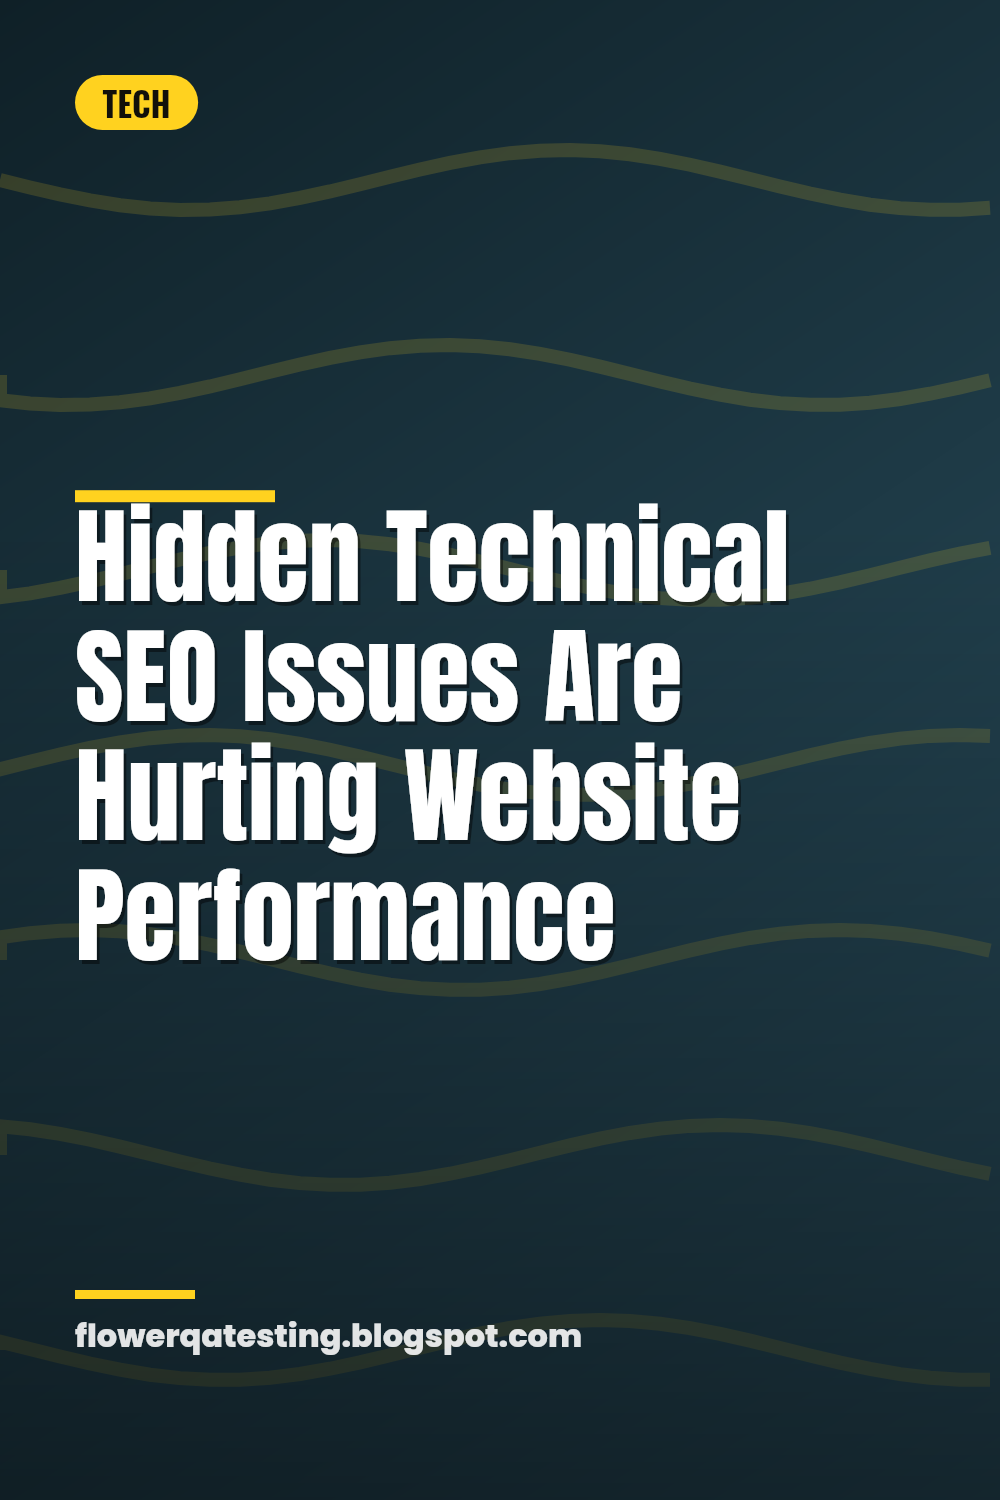 TECH
Hidden Technical
SEO Issues Are
Hurting Website
Performance
flowerqatesting.blogspot.com